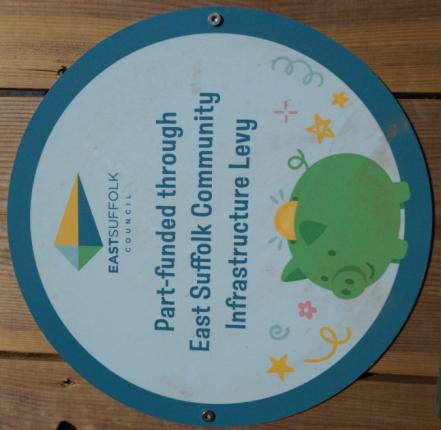 EASTSUFFOLK
COUNCIL
Part-funded through
East Suffolk Community
Infrastructure Levy